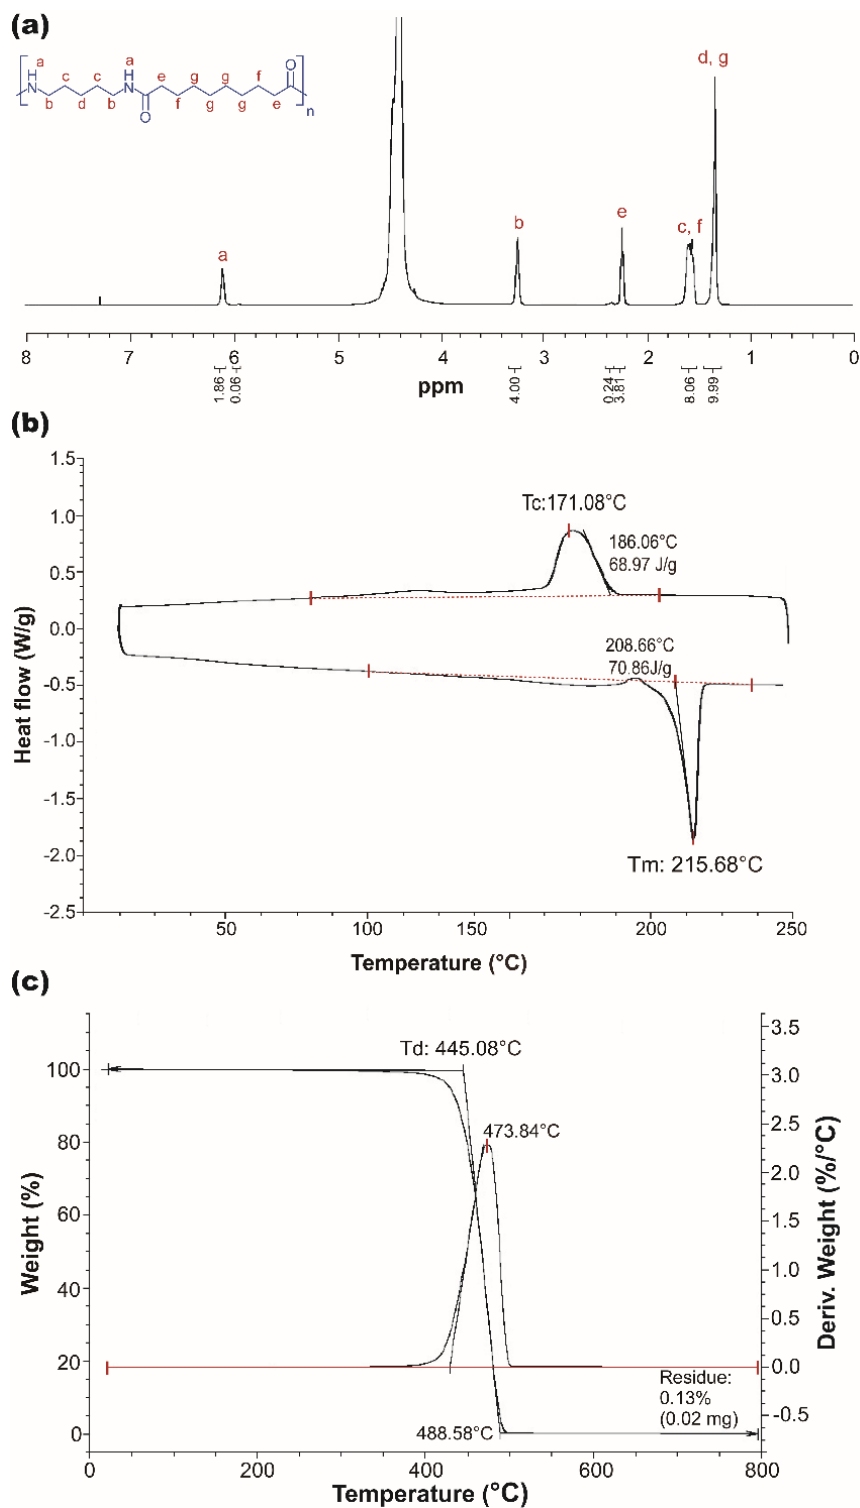 (a)
a a
H c c H e g g f O
N N
b d b O f g g e n
d, g
a
b
e
c, f
8 7 6 5 4 3 2 1 0
ppm
1.86 0.06 4.00 0.24 3.81 8.06 9.99
(b)
1.5
1.0
0.5
0.0
-0.5
-1.0
-1.5
-2.0
-2.5
Heat flow (W/g)
Tc:171.08°C
186.06°C
68.97 J/g
208.66°C
70.86J/g
Tm: 215.68°C
50 100 150 200 250
Temperature (°C)
(c)
100
80
60
40
20
0
Weight (%)
Td: 445.08°C
473.84°C
488.58°C
Residue:
0.13%
(0.02 mg)
3.5
3.0
2.5
2.0
1.5
1.0
0.5
0.0
-0.5
Deriv. Weight (%/°C)
0 200 400 600 800
Temperature (°C)